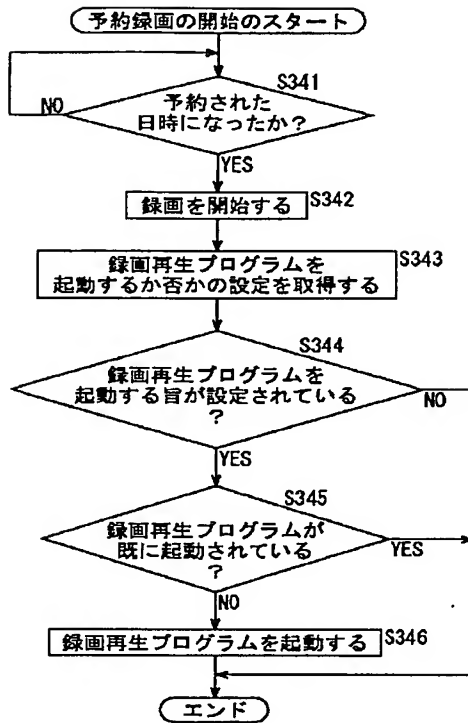 予約録画の開始のスタート
S341
予約された
日時になったか？
NO
YES
録画を開始する
S342
録画再生プログラムを
起動するか否かの設定を取得する
S343
S344
録画再生プログラムを
起動する旨が設定されている
？
NO
YES
S345
録画再生プログラムが
既に起動されている
？
YES
NO
録画再生プログラムを起動する
S346
エンド